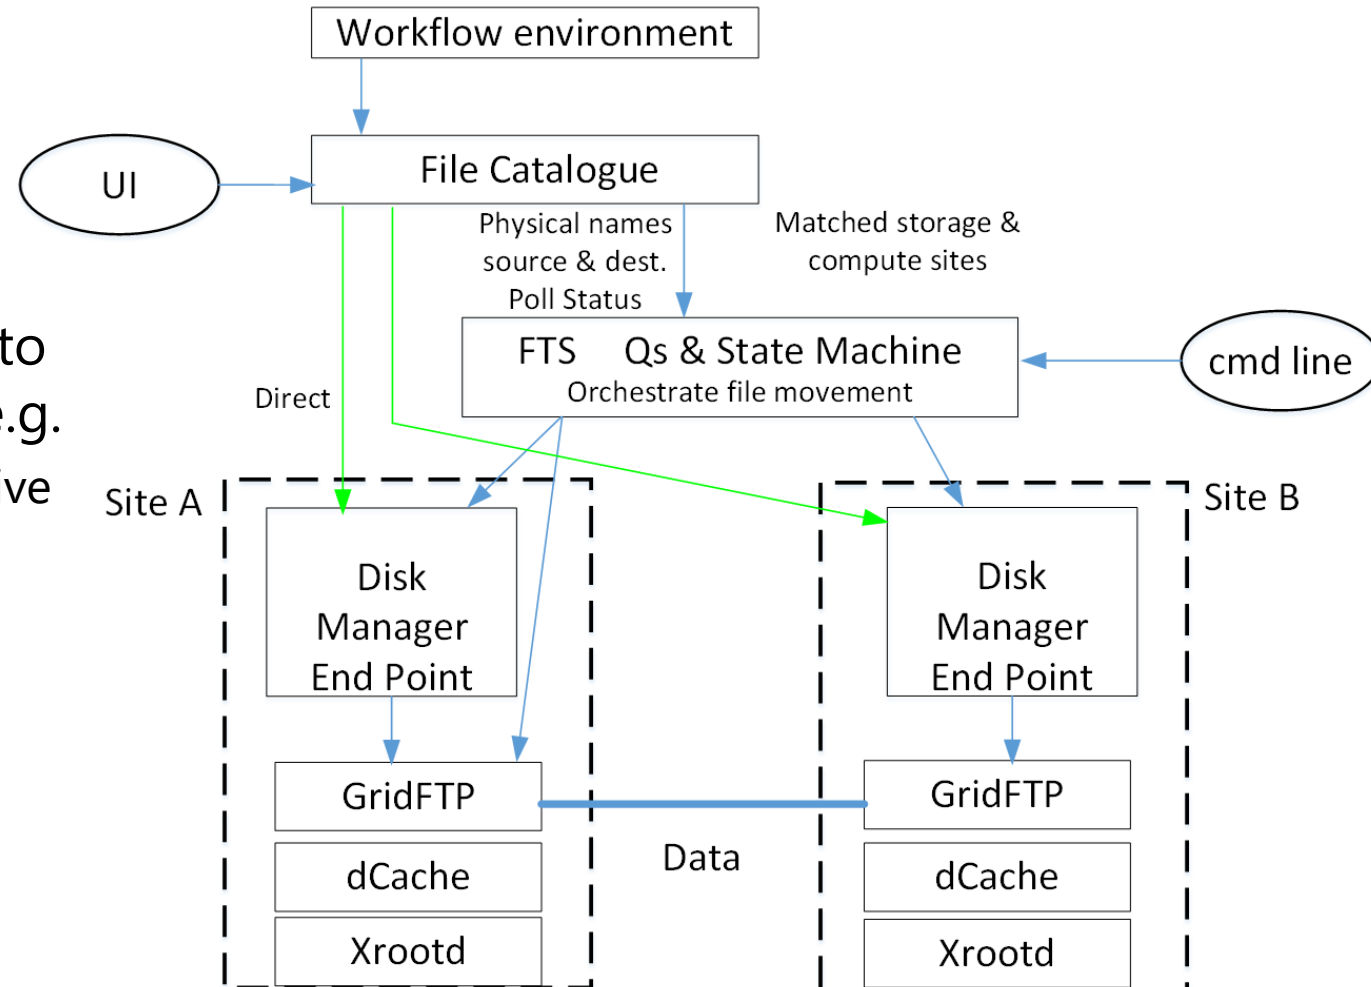 Workflow environment
UI
File Catalogue
Physical names
source & dest.
Poll Status
Matched storage &
compute sites
to
e.g.
ive
FTS Qs & State Machine
Orchestrate file movement
cmd line
Direct
Site A
Site B
Disk
Manager
End Point
Disk
Manager
End Point
GridFTP
GridFTP
Data
dCache
dCache
Xrootd
Xrootd